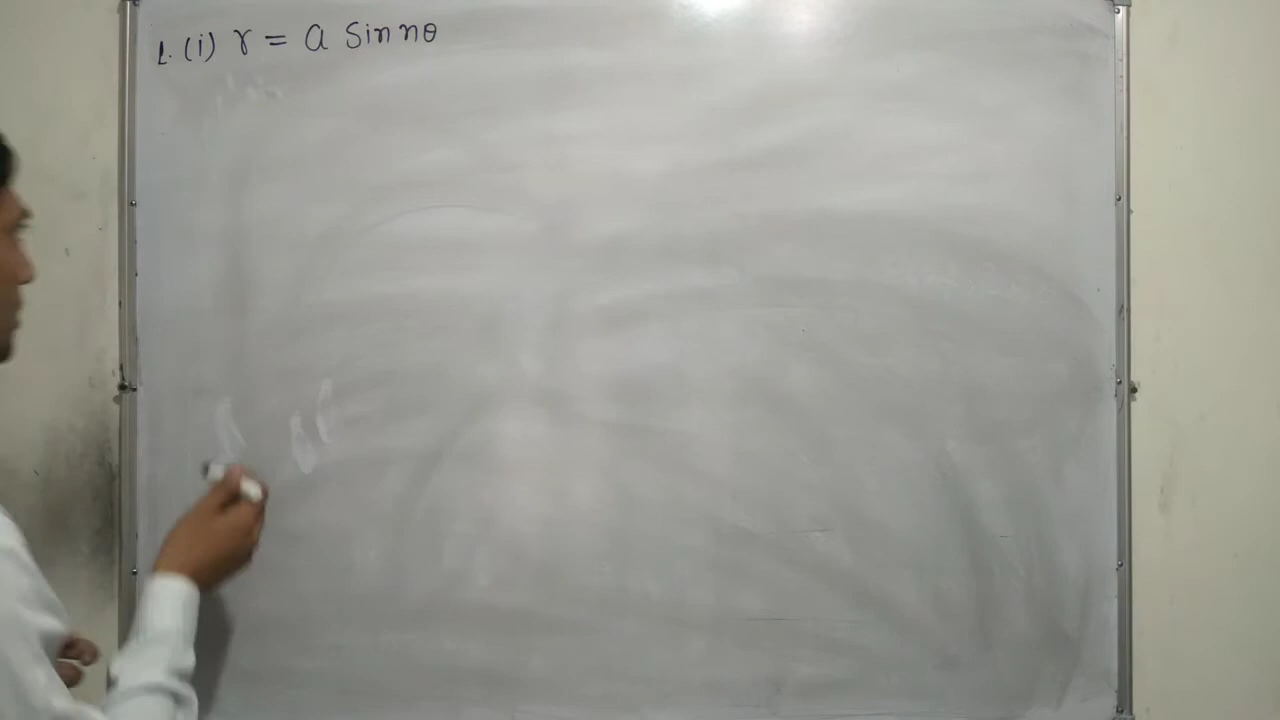 1. (i) r = a sin nθ